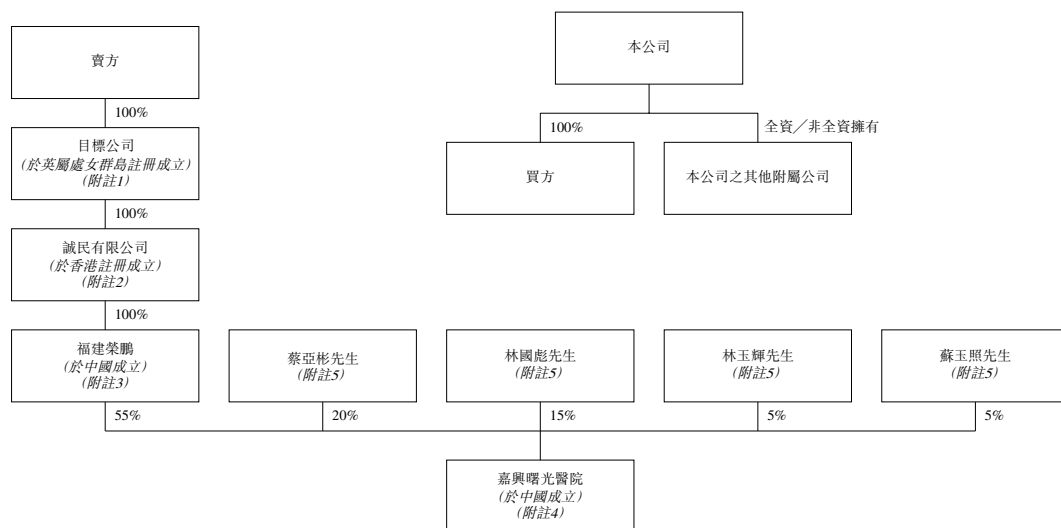 賣方
本公司
100%
100%
全資／非全資擁有
目標公司
(於英屬處女群島註冊成立)
(附註1)
買方
本公司之其他附屬公司
100%
誠民有限公司
(於香港註冊成立)
(附註2)
100%
福建榮鵬
(於中國成立)
(附註3)
蔡亞彬先生
(附註5)
林國彪先生
(附註5)
林玉輝先生
(附註5)
蘇玉照先生
(附註5)
55%
20%
15%
5%
5%
嘉興曙光醫院
(於中國成立)
(附註4)